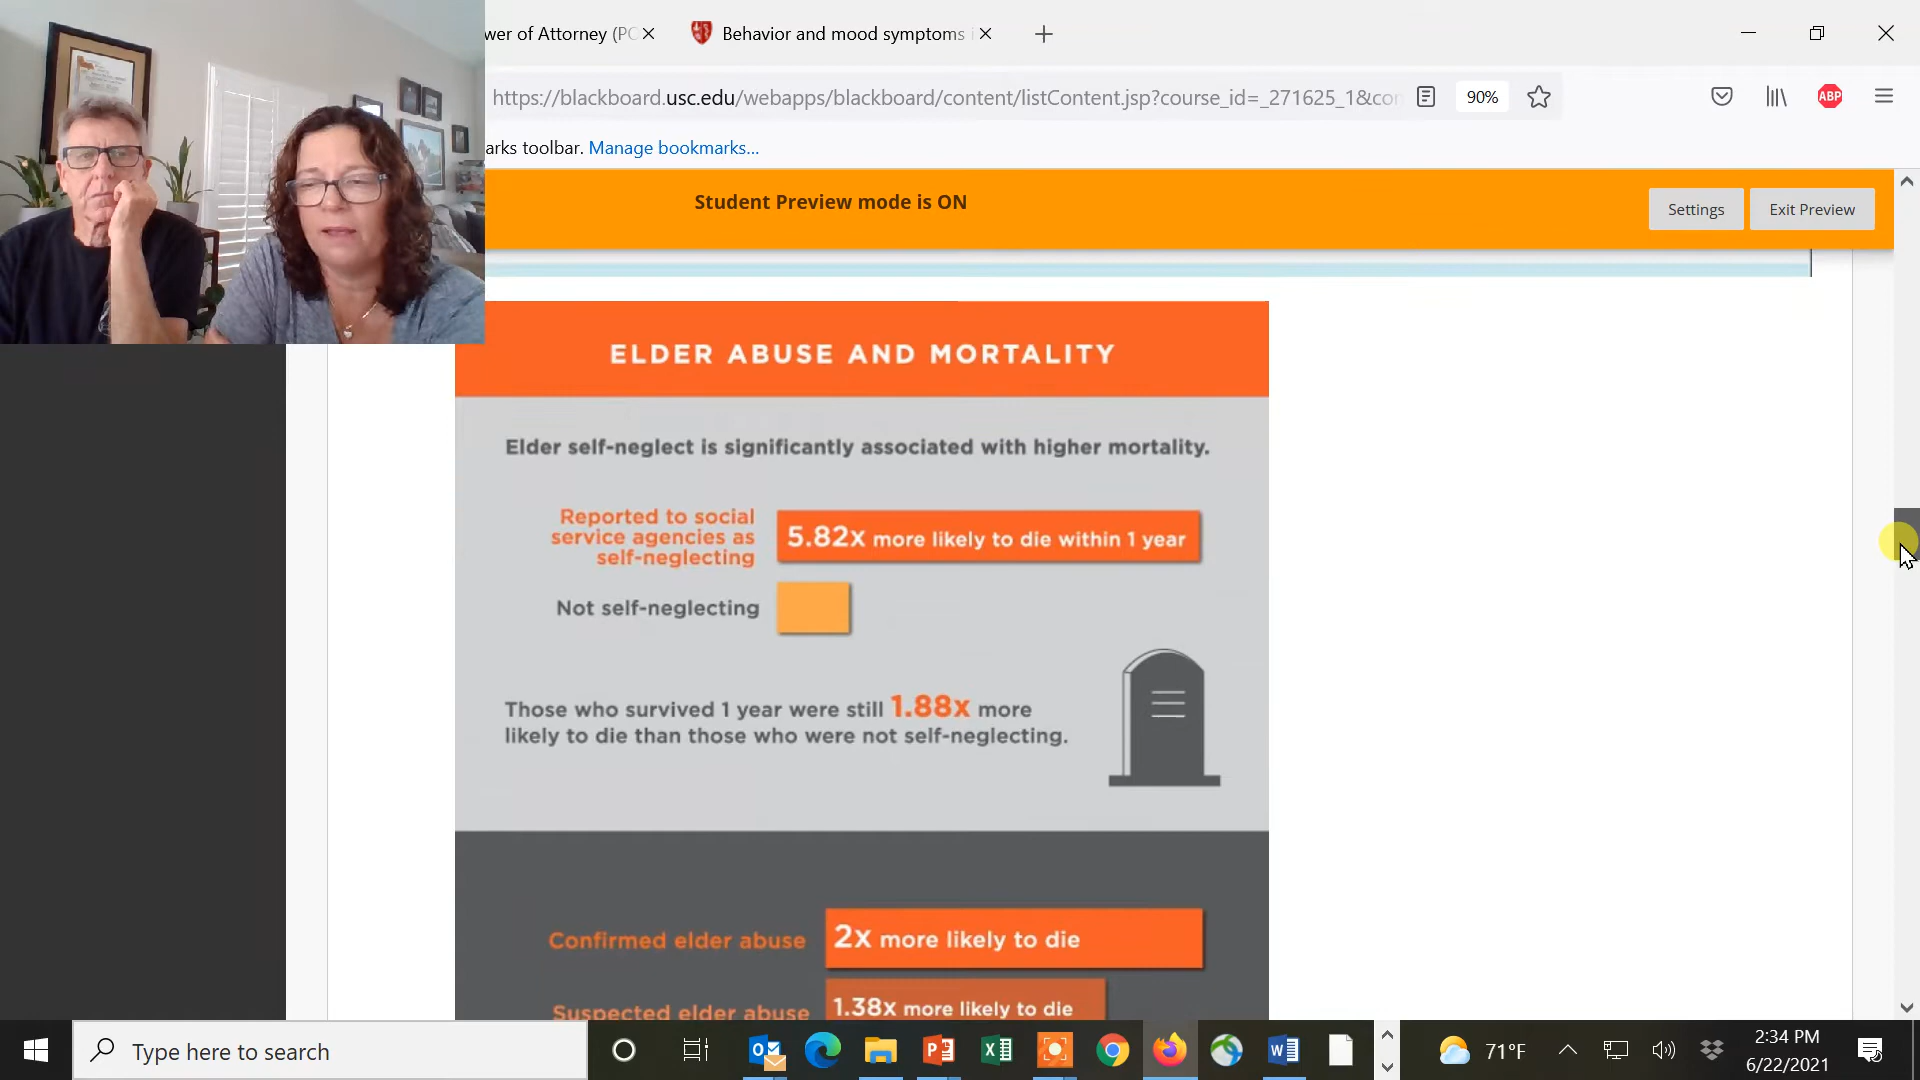 wer of Attorney (PO
Behavior and mood symptoms i
https://blackboard.usc.edu/webapps/blackboard/content/listContent.jsp?course_id=_271625_1&con
90%
ABP
arks toolbar. Manage bookmarks...
Student Preview mode is ON
Settings
Exit Preview
ELDER ABUSE AND MORTALITY
Elder self-neglect is significantly associated with higher mortality.
Reported to social
service agencies as
self-neglecting
5.82x more likely to die within 1 year
Not self-neglecting
Those who survived 1 year were still 1.88x more
likely to die than those who were not self-neglecting.
Confirmed elder abuse
2x more likely to die
Suspected elder abuse
1.38x more likely to die
Type here to search
71°F
2:34 PM
6/22/2021